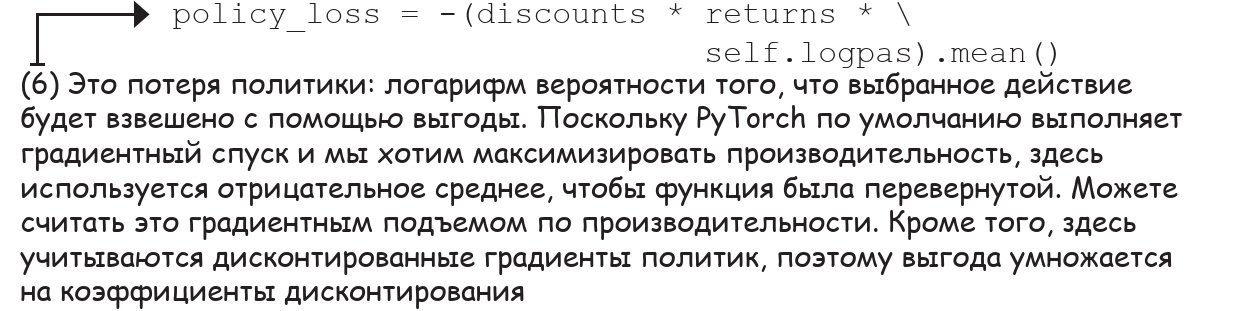 policy_loss = -(discounts * returns * \
self.logpas).mean()
(6) Это потеря политики: логарифм вероятности того, что выбранное действие
будет взвешено с помощью выгоды. Поскольку PyTorch по умолчанию выполняет
градиентный спуск и мы хотим максимизировать производительность, здесь
используется отрицательное среднее, чтобы функция была перевернутой. Можете
считать это градиентным подъемом по производительности. Кроме того, здесь
учитываются дисконтированные градиенты политик, поэтому выгода умножается
на коэффициенты дисконтирования